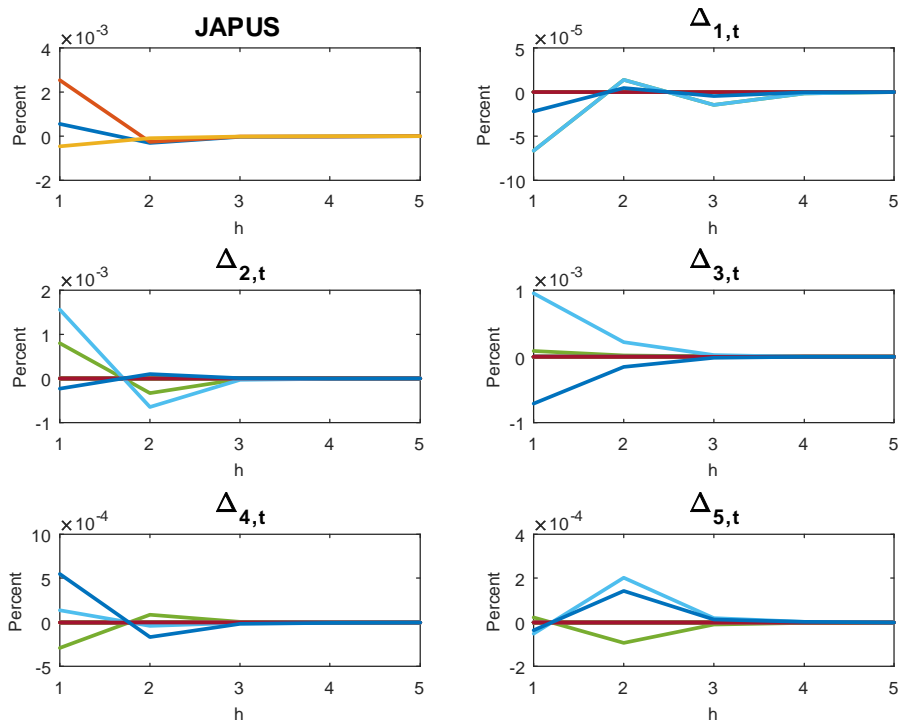 JAPUS
×10^-3
4
2
0
-2
Percent
1 2 3 4 5
h
Δ1,t
×10^-5
5
0
-5
-10
Percent
1 2 3 4 5
h
Δ2,t
×10^-3
2
1
0
-1
Percent
1 2 3 4 5
h
Δ3,t
×10^-3
1
0
-1
Percent
1 2 3 4 5
h
Δ4,t
×10^-4
10
5
0
-5
Percent
1 2 3 4 5
h
Δ5,t
×10^-4
4
2
0
-2
Percent
1 2 3 4 5
h